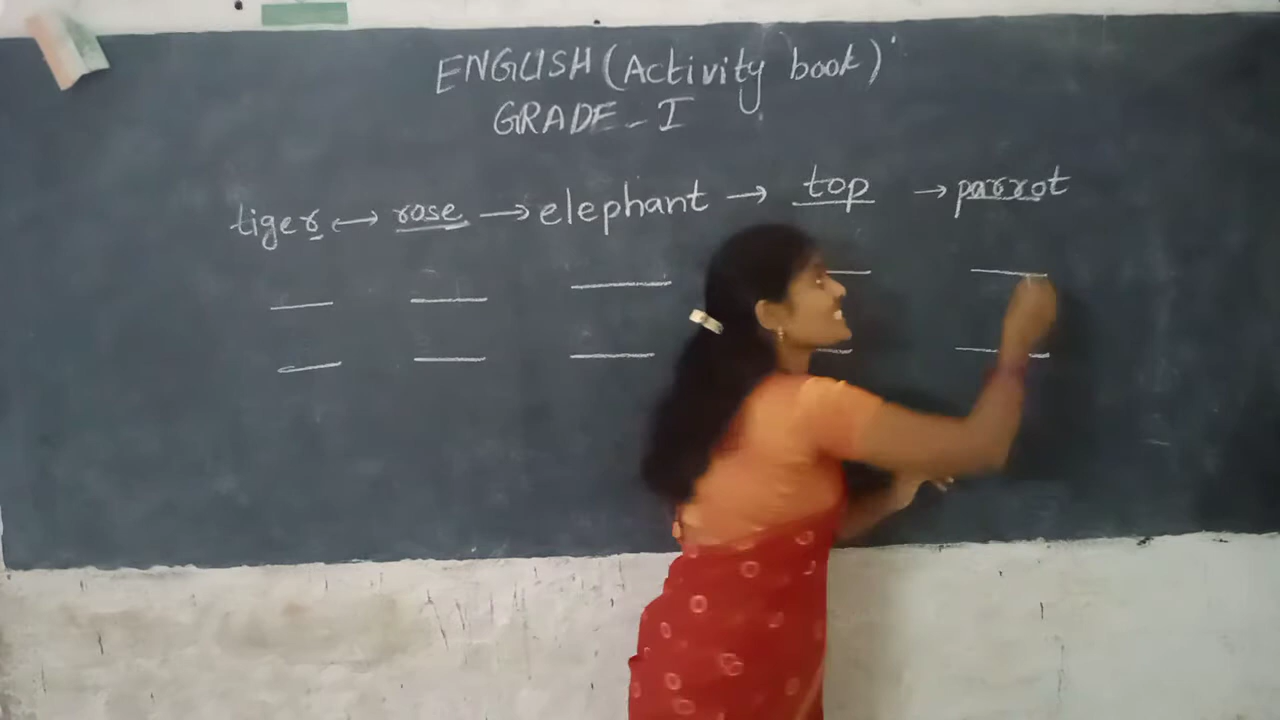 ENGLISH (Activity book)
GRADE - I
tiger ↔ rose → elephant → top → parrot